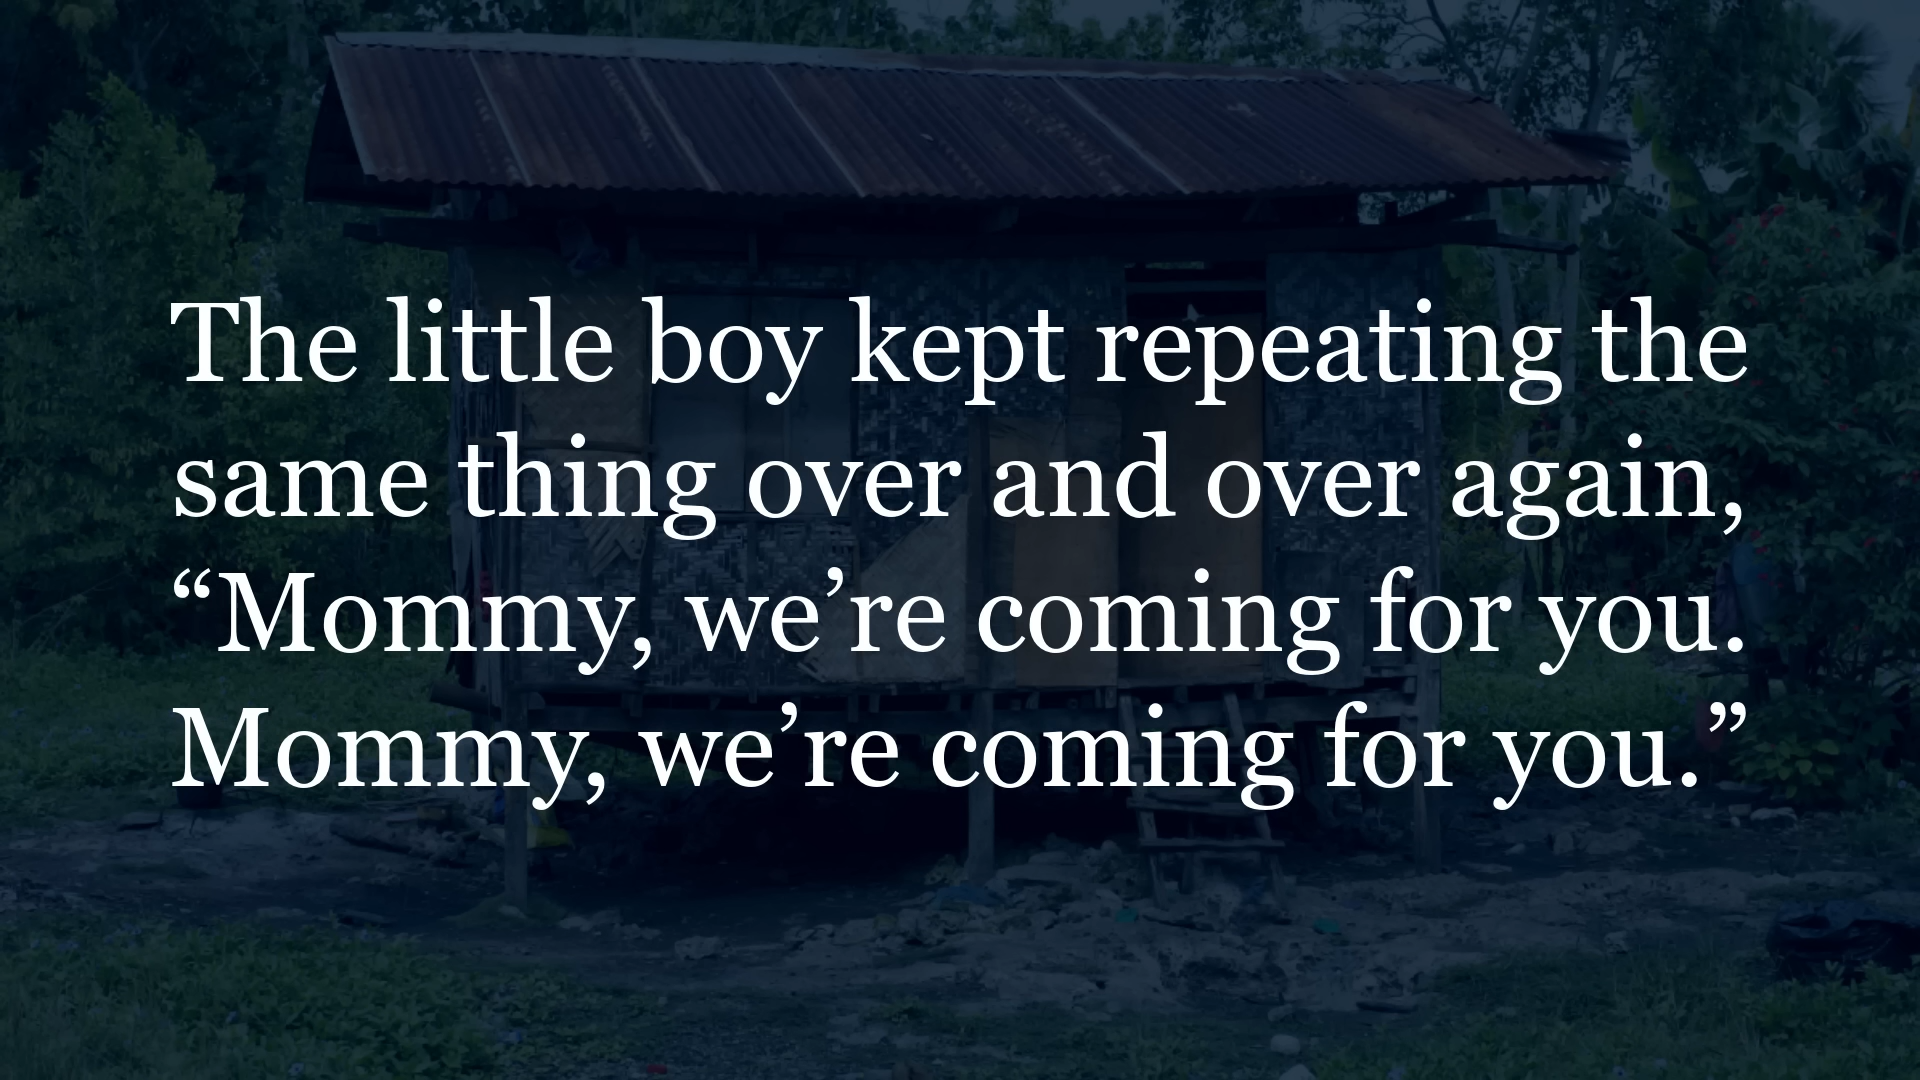 The little boy kept repeating the
same thing over and over again,
“Mommy, we’re coming for you.
Mommy, we’re coming for you.”